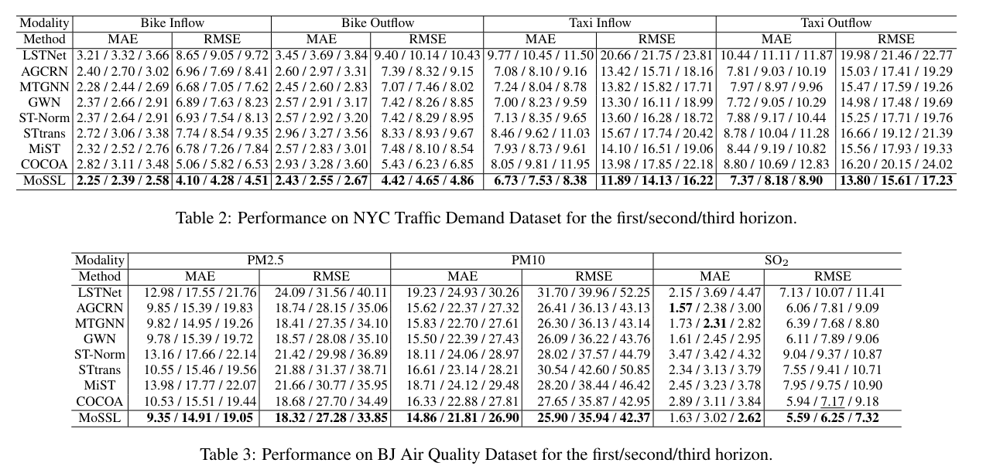 Modality Bike Inflow Bike Outflow Taxi Inflow Taxi Outflow
Method MAE RMSE MAE RMSE MAE RMSE MAE RMSE
LSTNet 3.21 / 3.32 / 3.66 8.65 / 9.05 / 9.72 3.45 / 3.69 / 3.84 9.40 / 10.14 / 10.43 9.77 / 10.45 / 11.50 20.66 / 21.75 / 23.81 10.44 / 11.11 / 11.87 19.98 / 21.46 / 22.77
AGCRN 2.40 / 2.70 / 3.02 6.96 / 7.69 / 8.41 2.60 / 2.97 / 3.31 7.39 / 8.32 / 9.15 7.08 / 8.10 / 9.16 13.42 / 15.71 / 18.16 7.81 / 9.03 / 10.19 15.03 / 17.41 / 19.29
MTGNN 2.28 / 2.44 / 2.69 6.68 / 7.05 / 7.62 2.45 / 2.60 / 2.83 7.07 / 7.46 / 8.02 7.24 / 8.04 / 8.78 13.82 / 15.82 / 17.71 7.97 / 8.97 / 9.96 15.47 / 17.59 / 19.26
GWN 2.37 / 2.66 / 2.91 6.89 / 7.63 / 8.23 2.57 / 2.91 / 3.17 7.42 / 8.26 / 8.85 7.00 / 8.23 / 9.59 13.30 / 16.11 / 18.99 7.72 / 9.05 / 10.29 14.98 / 17.48 / 19.69
ST-Norm 2.37 / 2.64 / 2.91 6.93 / 7.54 / 8.13 2.57 / 2.92 / 3.20 7.42 / 8.29 / 8.95 7.13 / 8.35 / 9.65 13.60 / 16.28 / 18.72 7.88 / 9.17 / 10.44 15.25 / 17.71 / 19.76
STtrans 2.72 / 3.06 / 3.38 7.74 / 8.54 / 9.35 2.96 / 3.27 / 3.56 8.33 / 8.93 / 9.67 8.46 / 9.62 / 11.03 15.67 / 17.74 / 20.42 8.78 / 10.04 / 11.28 16.66 / 19.12 / 21.39
MiST 2.32 / 2.52 / 2.76 6.78 / 7.26 / 7.84 2.57 / 2.83 / 3.01 7.48 / 8.10 / 8.54 7.93 / 8.73 / 9.61 14.10 / 16.51 / 19.06 8.44 / 9.19 / 10.82 15.56 / 17.93 / 19.33
COCOA 2.82 / 3.11 / 3.48 5.06 / 5.82 / 6.53 2.93 / 3.28 / 3.60 5.43 / 6.23 / 6.85 8.05 / 9.81 / 11.95 13.98 / 17.85 / 22.18 8.80 / 10.69 / 12.83 16.20 / 20.15 / 24.02
MoSSL 2.25 / 2.39 / 2.58 4.10 / 4.28 / 4.51 2.43 / 2.55 / 2.67 4.42 / 4.65 / 4.86 6.73 / 7.53 / 8.38 11.89 / 14.13 / 16.22 7.37 / 8.18 / 8.90 13.80 / 15.61 / 17.23
Table 2: Performance on NYC Traffic Demand Dataset for the first/second/third horizon.
Modality PM2.5 PM10 SO2
Method MAE RMSE MAE RMSE MAE RMSE
LSTNet 12.98 / 17.55 / 21.76 24.09 / 31.56 / 40.11 19.23 / 24.93 / 30.26 31.70 / 39.96 / 52.25 2.15 / 3.69 / 4.47 7.13 / 10.07 / 11.41
AGCRN 9.85 / 15.39 / 19.83 18.74 / 28.15 / 35.06 15.62 / 22.37 / 27.32 26.41 / 36.13 / 43.13 1.57 / 2.38 / 3.00 6.06 / 7.81 / 9.09
MTGNN 9.82 / 14.95 / 19.26 18.41 / 27.35 / 34.10 15.83 / 22.70 / 27.61 26.30 / 36.13 / 43.14 1.73 / 2.31 / 2.82 6.39 / 7.68 / 8.80
GWN 9.78 / 15.39 / 19.72 18.57 / 28.08 / 35.10 15.50 / 22.39 / 27.43 26.09 / 36.22 / 43.76 1.61 / 2.45 / 2.95 6.11 / 7.89 / 9.06
ST-Norm 13.16 / 17.66 / 22.14 21.42 / 29.98 / 36.89 18.11 / 24.06 / 28.97 28.02 / 37.57 / 44.79 3.47 / 3.42 / 4.32 9.04 / 9.37 / 10.87
STtrans 10.55 / 15.46 / 19.56 21.88 / 31.37 / 38.71 16.61 / 23.14 / 28.21 30.54 / 42.60 / 50.85 2.34 / 3.13 / 3.79 7.55 / 9.41 / 10.71
MiST 13.98 / 17.77 / 22.07 21.66 / 30.77 / 35.95 18.71 / 24.12 / 29.48 28.20 / 38.44 / 46.42 2.45 / 3.23 / 3.78 7.95 / 9.75 / 10.90
COCOA 10.53 / 15.51 / 19.44 18.68 / 27.70 / 34.49 16.33 / 22.88 / 27.81 27.65 / 35.87 / 42.95 2.89 / 3.11 / 3.84 5.94 / 7.17 / 9.18
MoSSL 9.35 / 14.91 / 19.05 18.32 / 27.28 / 33.85 14.86 / 21.81 / 26.90 25.90 / 35.94 / 42.37 1.63 / 3.02 / 2.62 5.59 / 6.25 / 7.32
Table 3: Performance on BJ Air Quality Dataset for the first/second/third horizon.